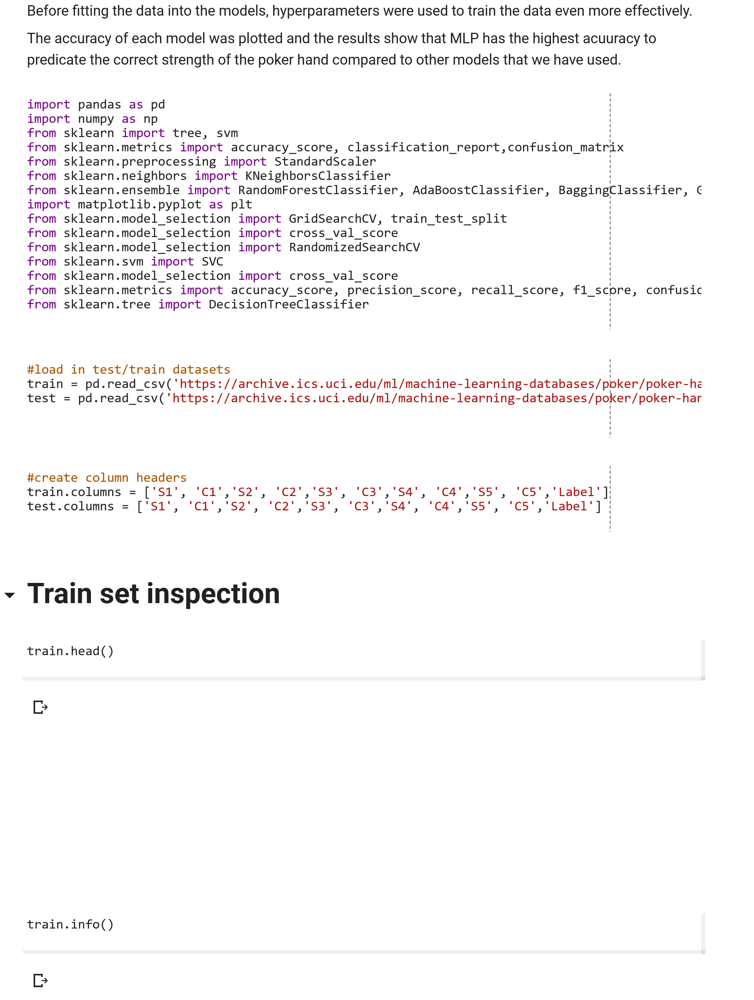 Before fitting the data into the models, hyperparameters were used to train the data even more effectively.
The accuracy of each model was plotted and the results show that MLP has the highest acuuracy to
predicate the correct strength of the poker hand compared to other models that we have used.
import pandas as pd
import numpy as np
from sklearn import tree, svm
from sklearn.metrics import accuracy_score, classification_report,confusion_matrix
from sklearn.preprocessing import StandardScaler
from sklearn.neighbors import KNeighborsClassifier
from sklearn.ensemble import RandomForestClassifier, AdaBoostClassifier, BaggingClassifier,
import matplotlib.pyplot as plt
from sklearn.model_selection import GridSearchCV, train_test_split
from sklearn.model_selection import cross_val_score
from sklearn.model_selection import RandomizedSearchCV
from sklearn.svm import SVC
from sklearn.model_selection import cross_val_score
from sklearn.metrics import accuracy_score, precision_score, recall_score, f1_score, confusic
from sklearn.tree import DecisionTreeClassifier
#load in test/train datasets
train = pd.read_csv('https://archive.ics.uci.edu/ml/machine-learning-databases/poker/poker-ha
test = pd.read_csv('https://archive.ics.uci.edu/ml/machine-learning-databases/poker/poker-han
#create column headers
train.columns = ['S1', 'C1','S2', 'C2','S3', 'C3','S4', 'C4','S5', 'C5','Label']
test.columns = ['S1', 'C1','S2', 'C2','S3', 'C3','S4', 'C4','S5', 'C5','Label']
Train set inspection
train.head()
train.info()